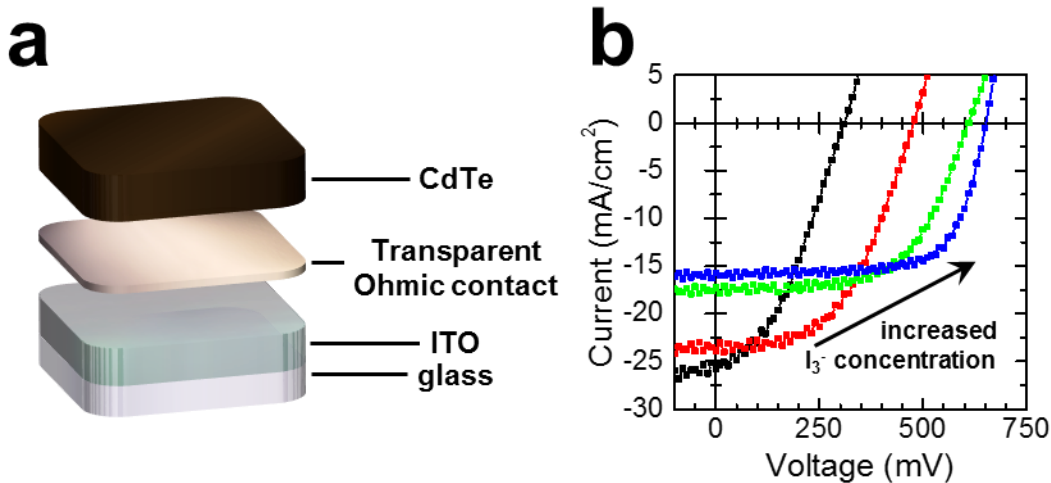 a
CdTe
Transparent
Ohmic contact
ITO
glass
b
Current (mA/cm²)
5
0
-5
-10
-15
-20
-25
-30
increased
I₃⁻ concentration
0
250
500
750
Voltage (mV)